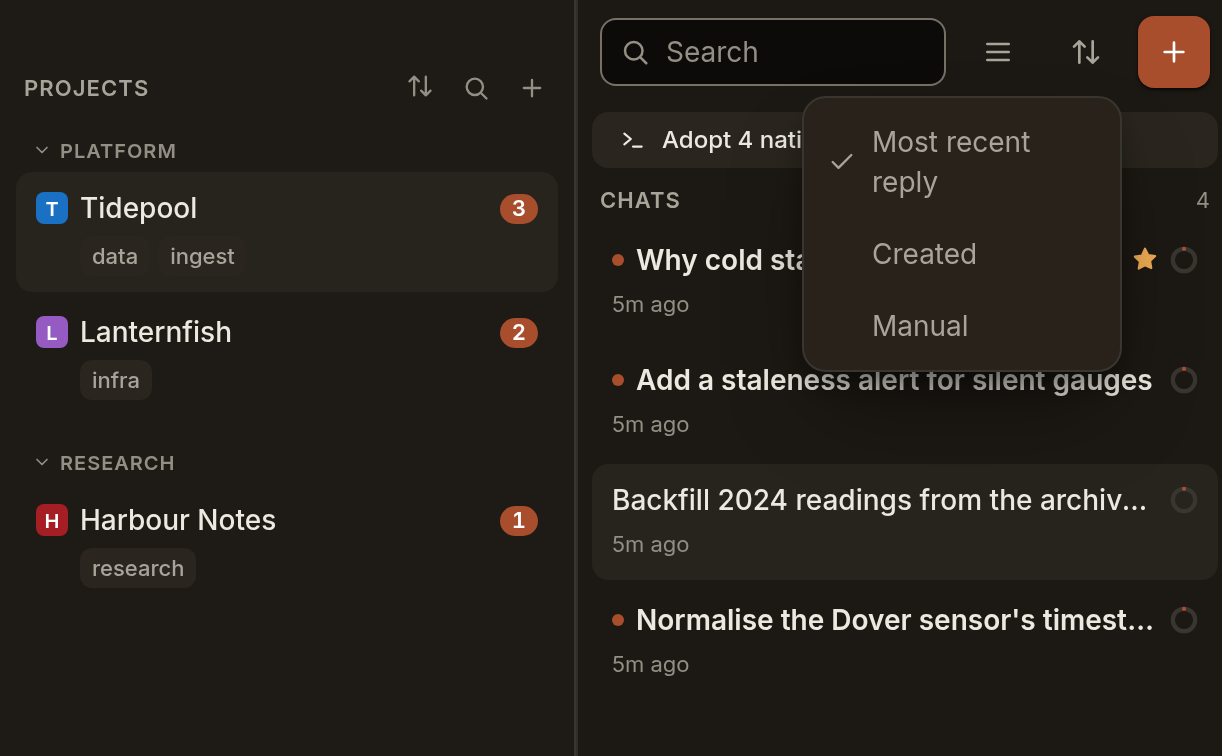 PROJECTS
PLATFORM
T Tidepool 3
data ingest
L Lanternfish 2
infra
RESEARCH
H Harbour Notes 1
research
Search
Adopt 4
Most recent
reply
Created
Manual
CHATS 4
Why cold
5m ago
Add a staleness alert for silent gauges
5m ago
Backfill 2024 readings from the archiv...
5m ago
Normalise the Dover sensor's timest...
5m ago